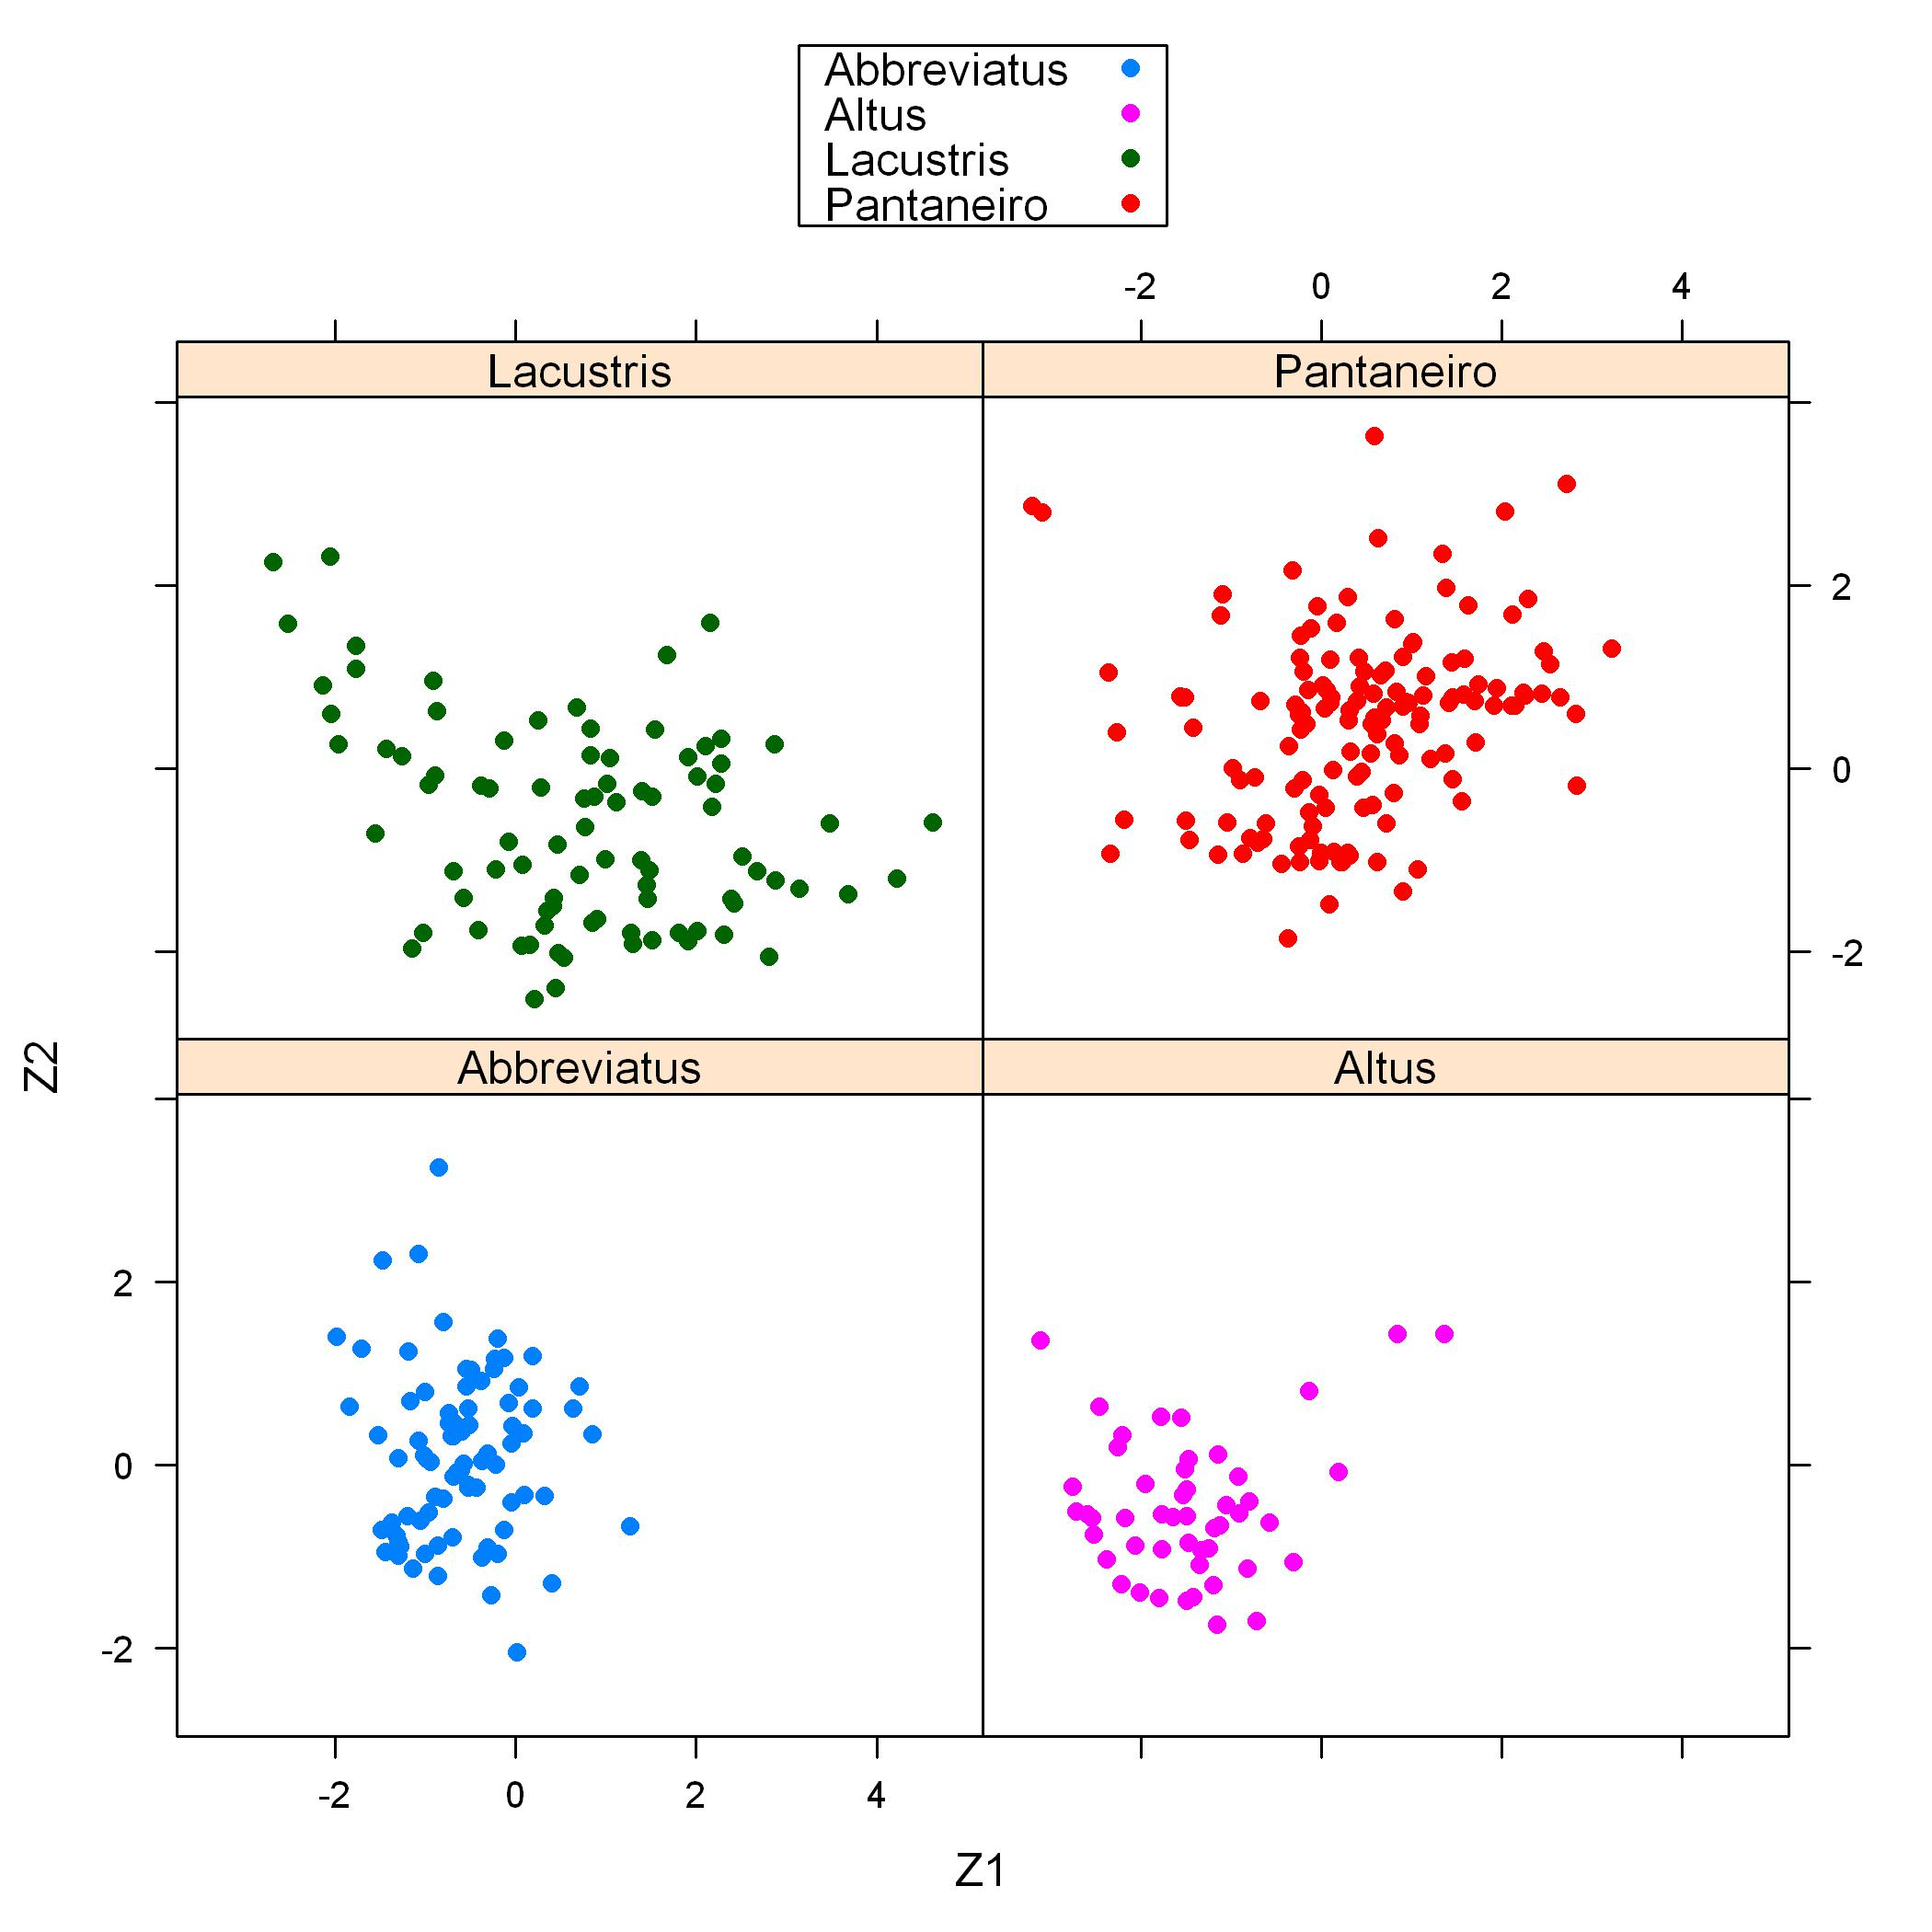 Abbreviatus
Altus
Lacustris
Pantaneiro
-2 0 2 4
Lacustris Pantaneiro
2
0
-2
Z2
Abbreviatus Altus
2
0
-2
-2 0 2 4
Z1